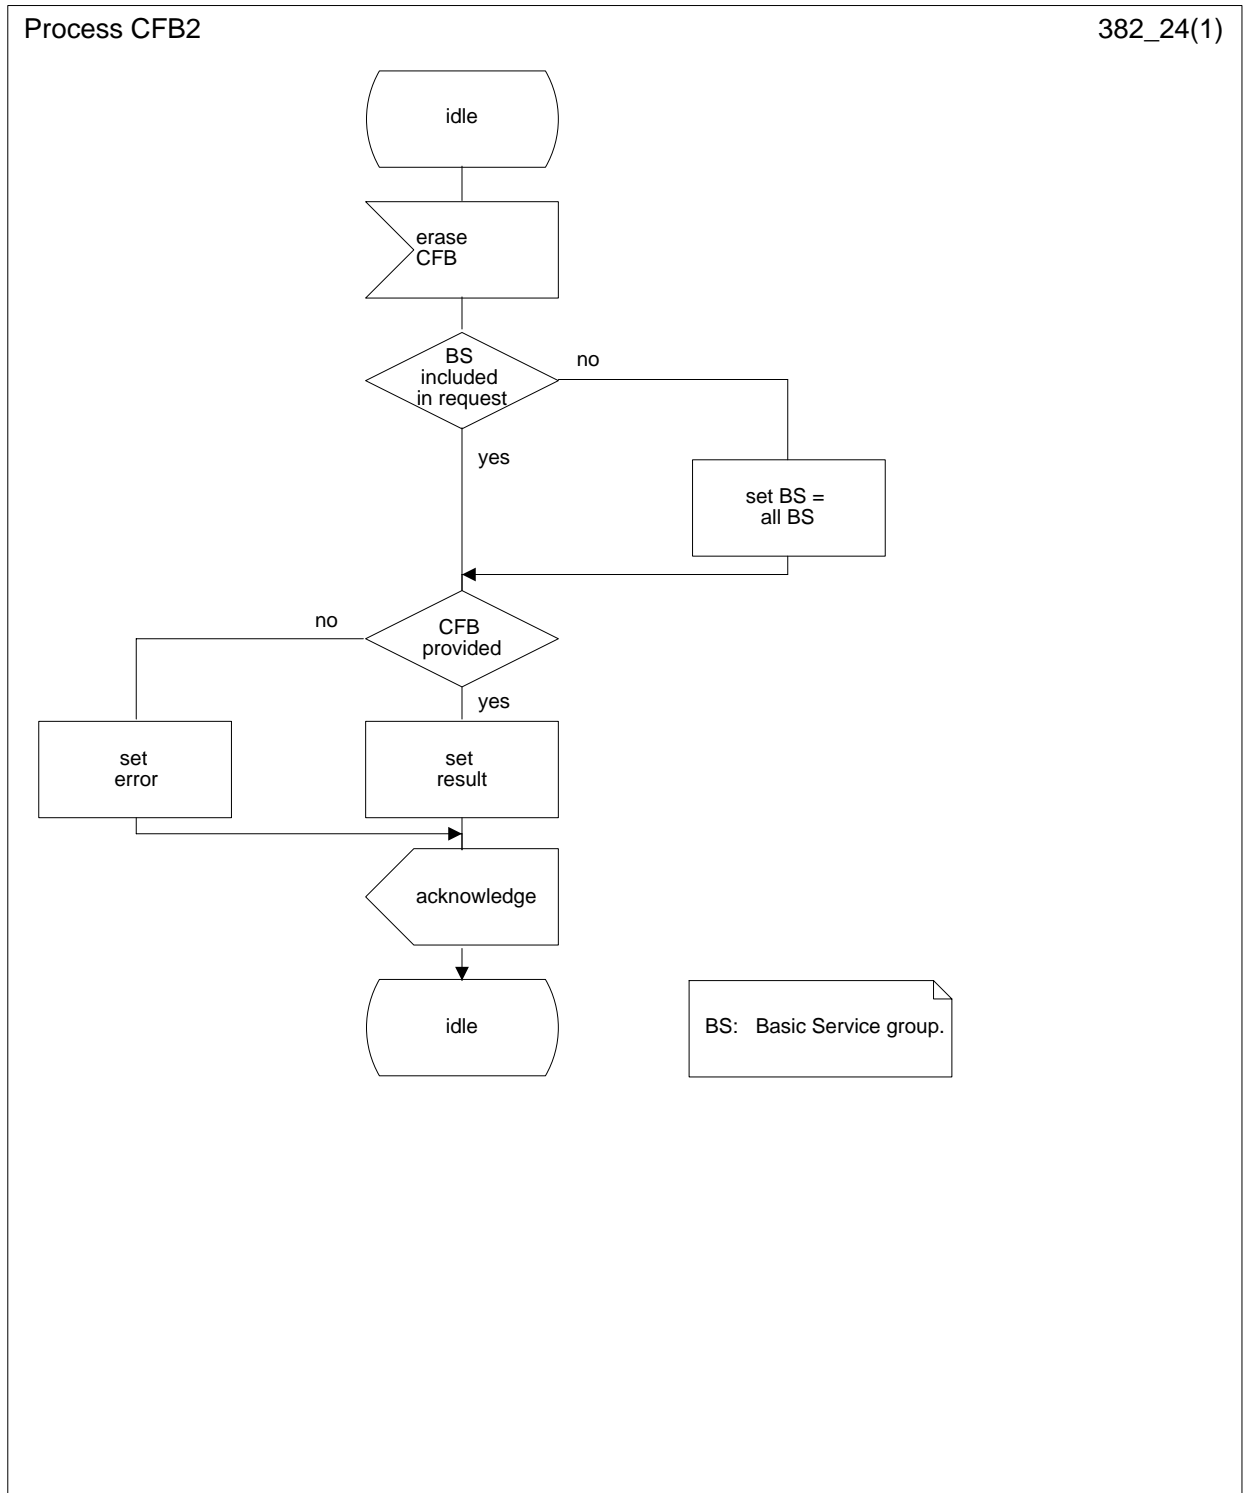 Process CFB2
382_24(1)
idle
erase
CFB
BS
included
in request
no
yes
set BS =
all BS
no
CFB
provided
yes
set
error
set
result
acknowledge
idle
BS: Basic Service group.